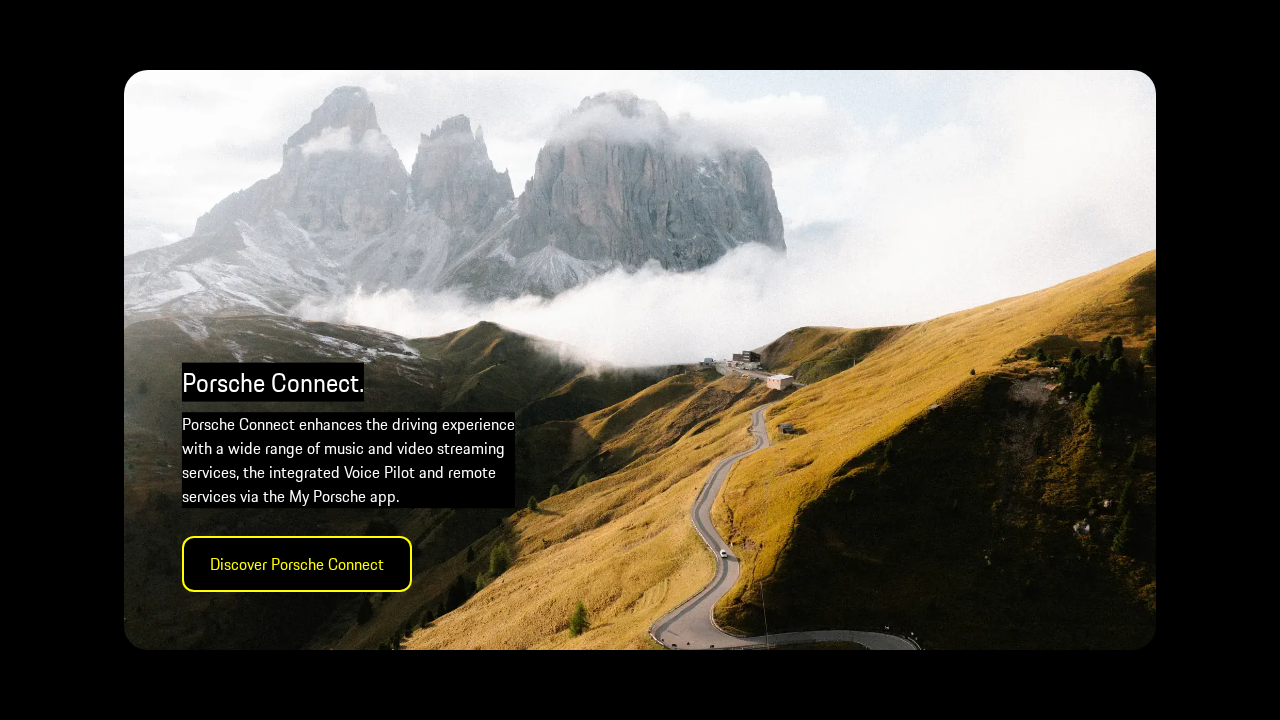 Porsche Connect.
Porsche Connect enhances the driving experience
with a wide range of music and video streaming
services, the integrated Voice Pilot and remote
services via the My Porsche app.
Discover Porsche Connect